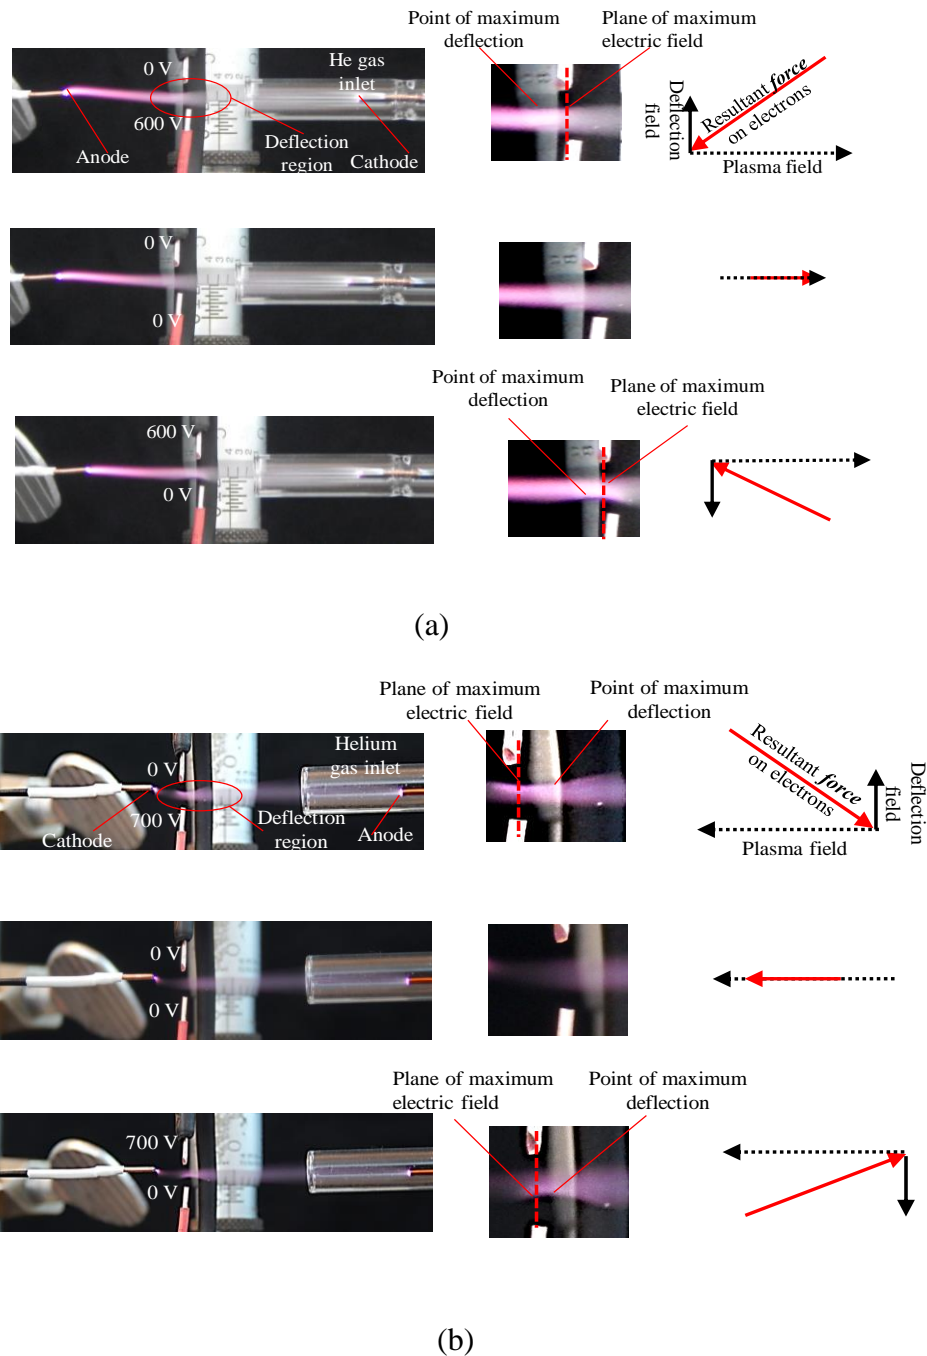 Point of maximum
deflection
Plane of maximum
electric field
0 V
He gas
inlet
600 V
Anode
Deflection
region
Cathode
Deflection
field
Resultant force
on electrons
Plasma field
0 V
0 V
Point of maximum
deflection
Plane of maximum
electric field
600 V
0 V
(a)
Plane of maximum
electric field
Point of maximum
deflection
0 V
Helium
gas inlet
700 V
Cathode
Deflection
region
Anode
Resultant force
on electrons
Deflection
field
Plasma field
0 V
0 V
Plane of maximum
electric field
Point of maximum
deflection
700 V
0 V
(b)